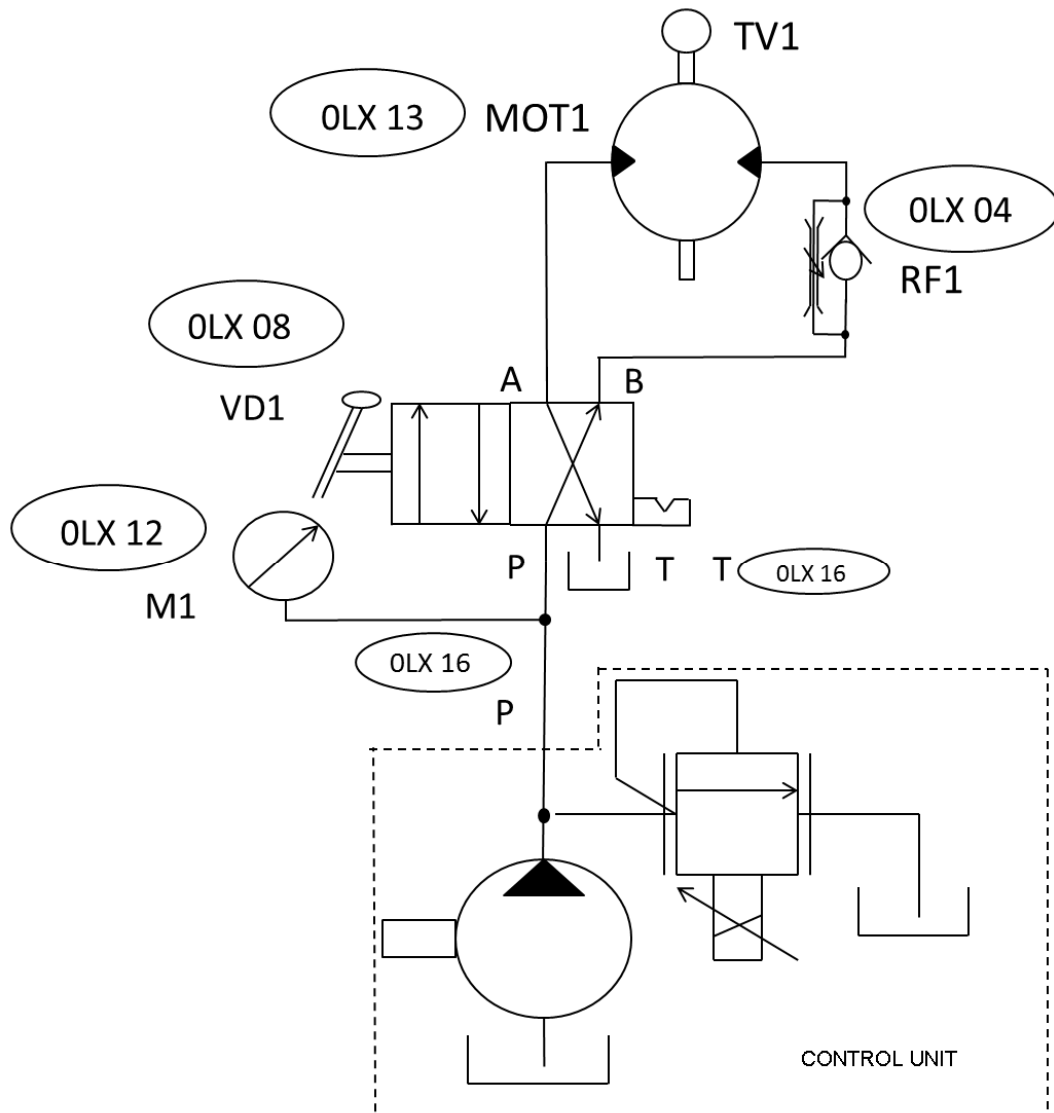 TV1
0LX 13
MOT1
0LX 04
RF1
0LX 08
VD1
A
B
0LX 12
M1
P
T
T
0LX 16
0LX 16
P
CONTROL UNIT